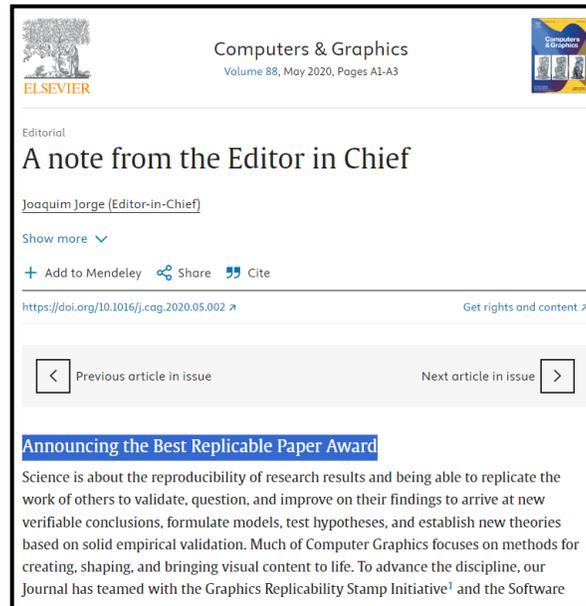 Computers & Graphics
Volume 88, May 2020, Pages A1-A3
ELSEVIER
Computers
& Graphics
Editorial
A note from the Editor in Chief
Joaquim Jorge (Editor-in-Chief)
Show more
Add to Mendeley Share Cite
https://doi.org/10.1016/j.cag.2020.05.002 Get rights and content
Previous article in issue Next article in issue
Announcing the Best Replicable Paper Award
Science is about the reproducibility of research results and being able to replicate the
work of others to validate, question, and improve on their findings to arrive at new
verifiable conclusions, formulate models, test hypotheses, and establish new theories
based on solid empirical validation. Much of Computer Graphics focuses on methods for
creating, shaping, and bringing visual content to life. To advance the discipline, our
Journal has teamed with the Graphics Replicability Stamp Initiative1 and the Software